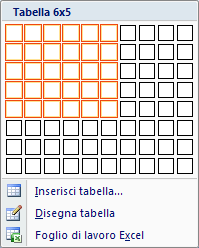 Tabella 6x5
Inserisci tabella...
Disegna tabella
Foglio di lavoro Excel